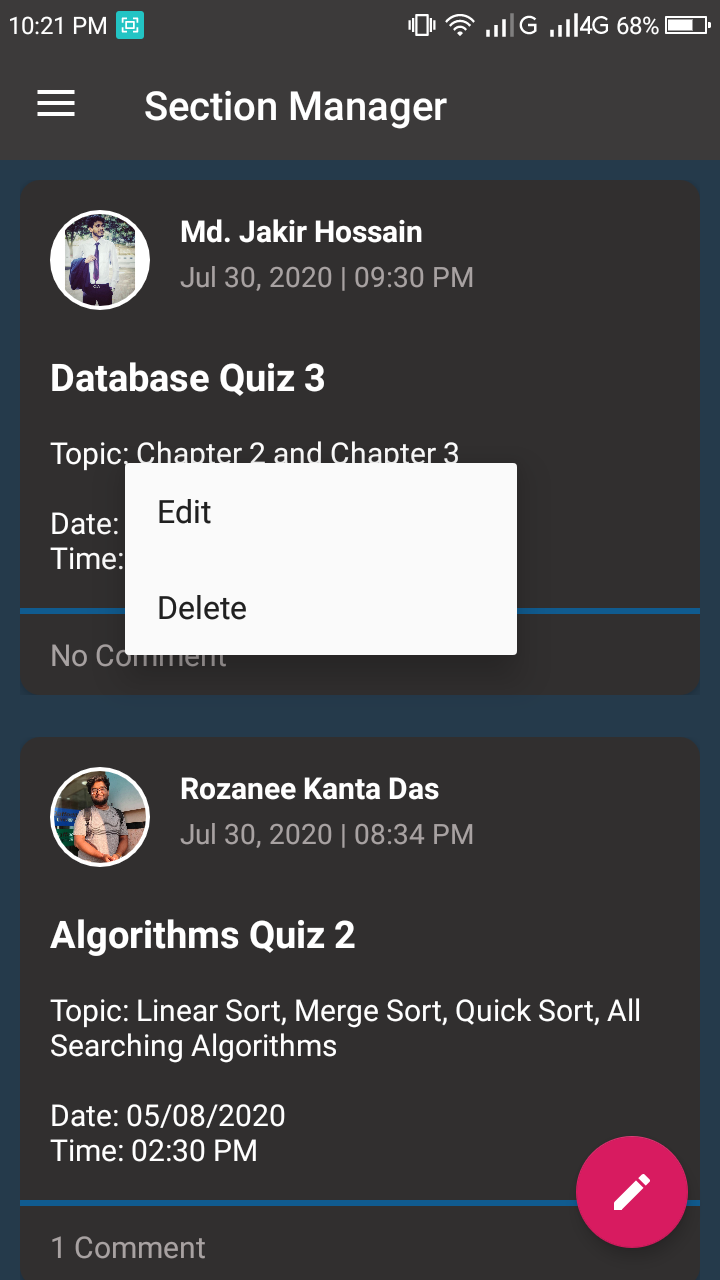 10:21 PM G 4G 68%
Section Manager
Md. Jakir Hossain
Jul 30, 2020 | 09:30 PM
Database Quiz 3
Topic: Chapter 2 and Chapter 3
Edit
Date:
Time:
Delete
No Comment
Rozanee Kanta Das
Jul 30, 2020 | 08:34 PM
Algorithms Quiz 2
Topic: Linear Sort, Merge Sort, Quick Sort, All
Searching Algorithms
Date: 05/08/2020
Time: 02:30 PM
1 Comment